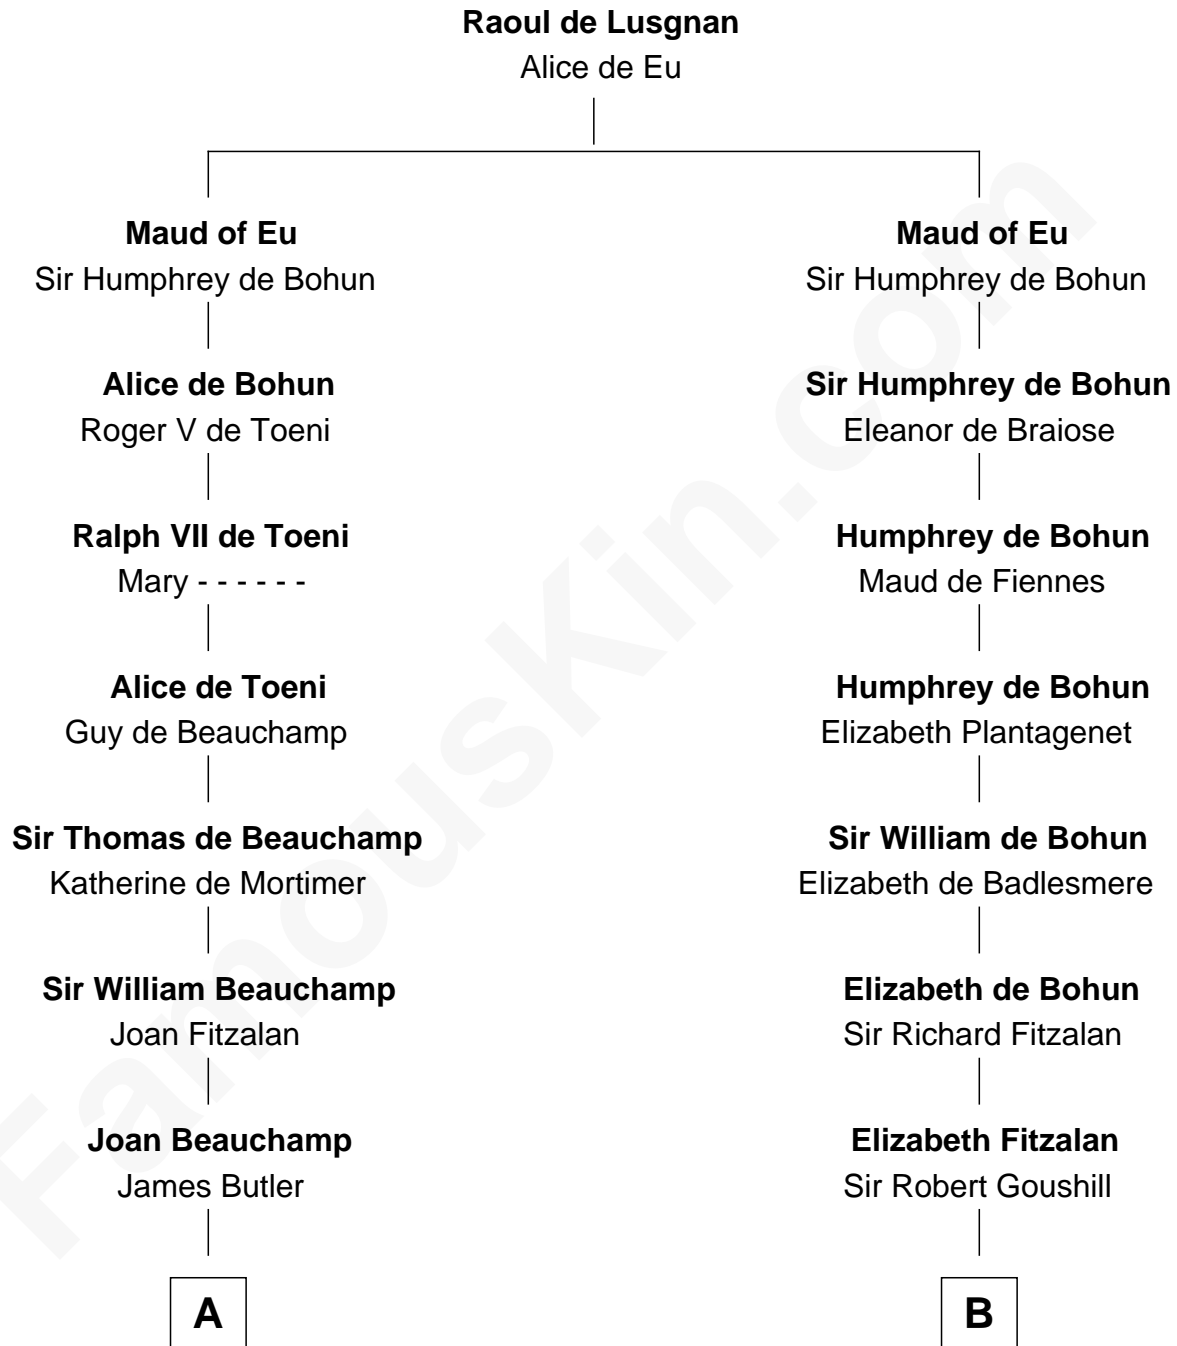 Raoul de Lusgnan
Alice de Eu
Maud of Eu
Sir Humphrey de Bohun
Alice de Bohun
Roger V de Toeni
Ralph VII de Toeni
Mary - - - - - -
Alice de Toeni
Guy de Beauchamp
Sir Thomas de Beauchamp
Katherine de Mortimer
Sir William Beauchamp
Joan Fitzalan
Joan Beauchamp
James Butler
A
Maud of Eu
Sir Humphrey de Bohun
Sir Humphrey de Bohun
Eleanor de Braiose
Humphrey de Bohun
Maud de Fiennes
Humphrey de Bohun
Elizabeth Plantagenet
Sir William de Bohun
Elizabeth de Badlesmere
Elizabeth de Bohun
Sir Richard Fitzalan
Elizabeth Fitzalan
Sir Robert Goushill
B
FamousKin.com